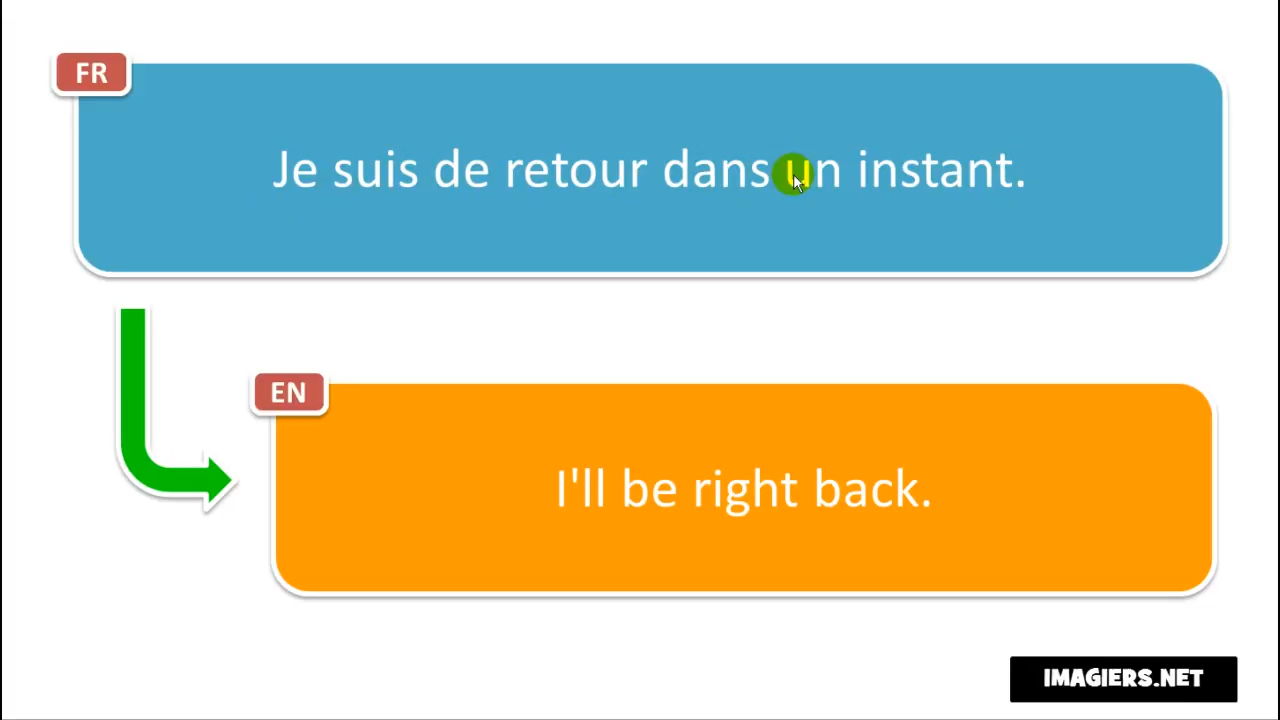 FR
Je suis de retour dans un instant.
EN
I'll be right back.
IMAGIERS.NET